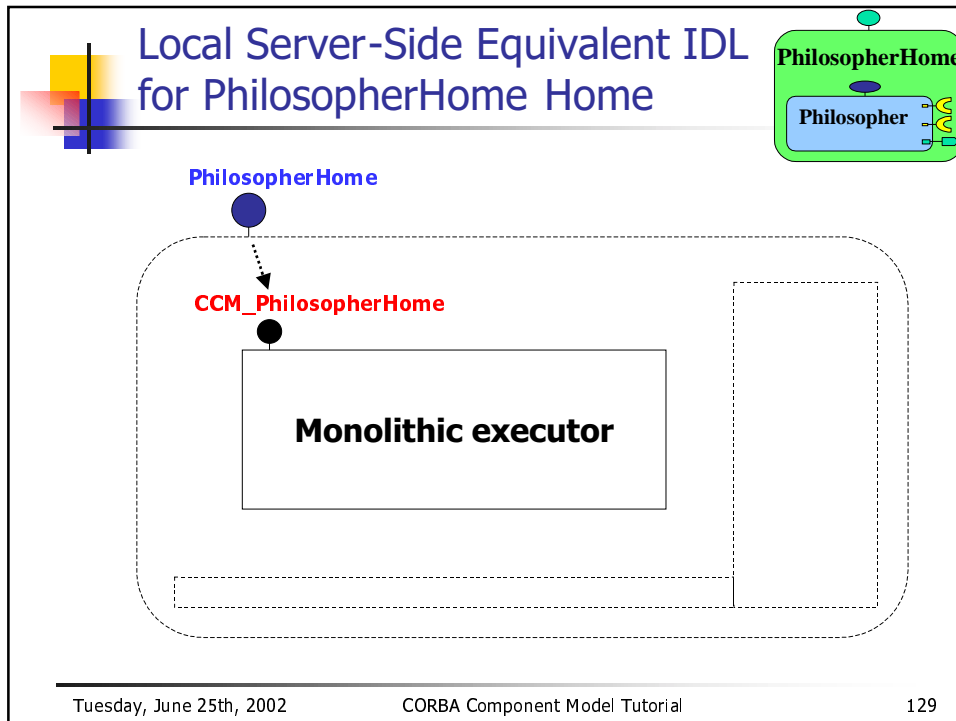 Local Server-Side Equivalent IDL
for PhilosopherHome Home
PhilosopherHome
Philosopher
PhilosopherHome
CCM_PhilosopherHome
Monolithic executor
Tuesday, June 25th, 2002
CORBA Component Model Tutorial
129